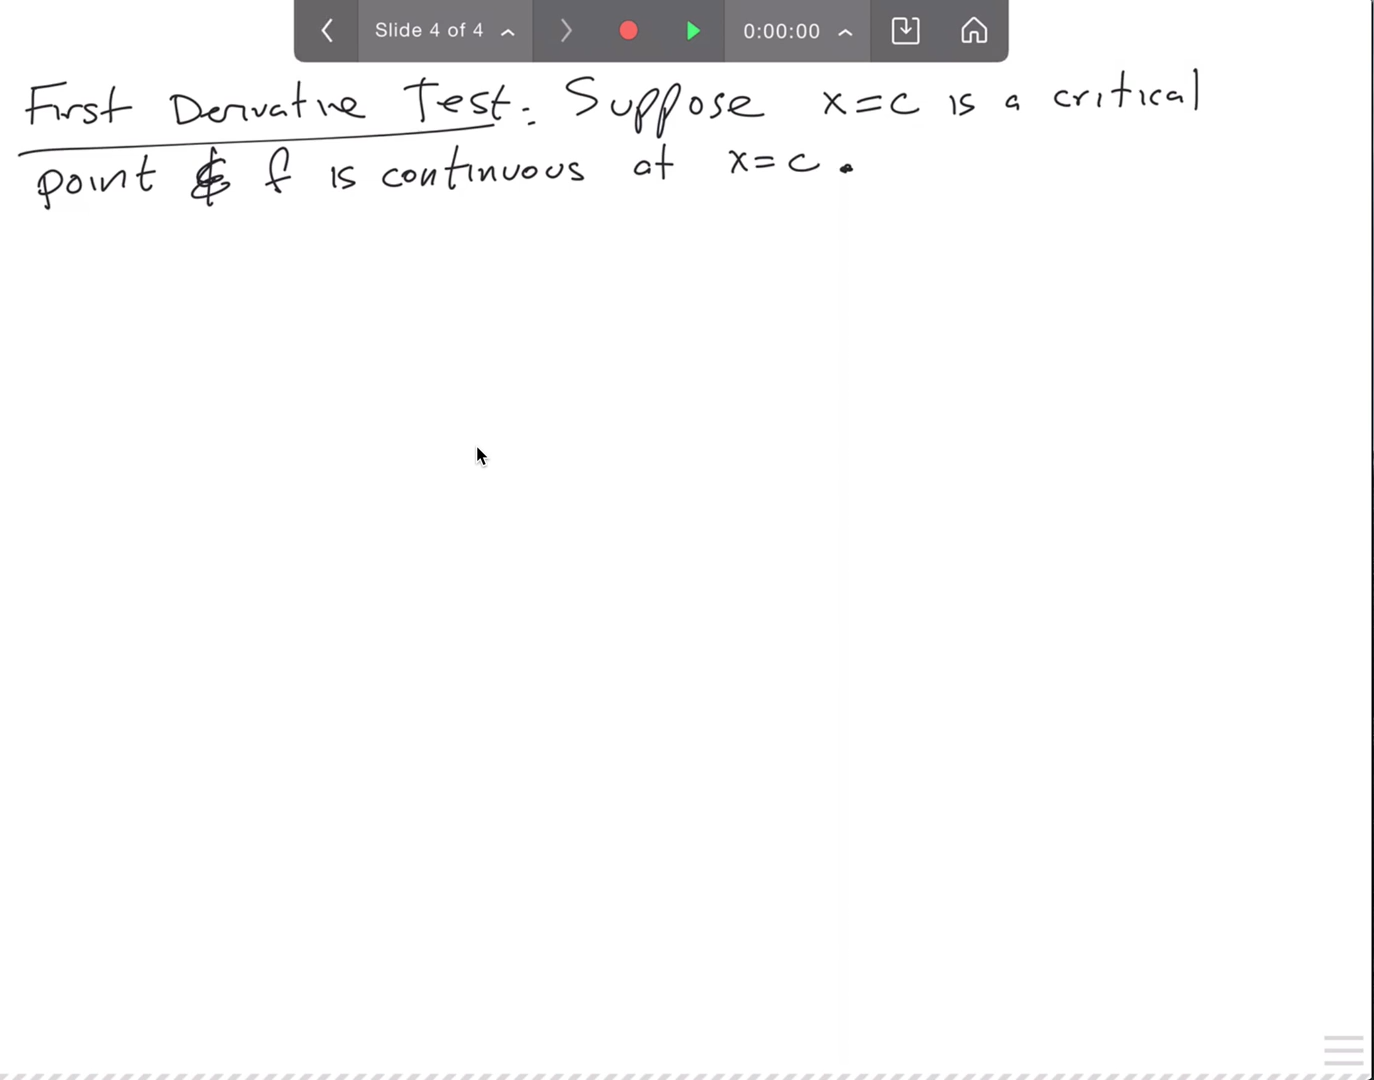 Slide 4 of 4 0:00:00
First Derivative Test: Suppose x=c is a critical
point & f is continuous at x=c.